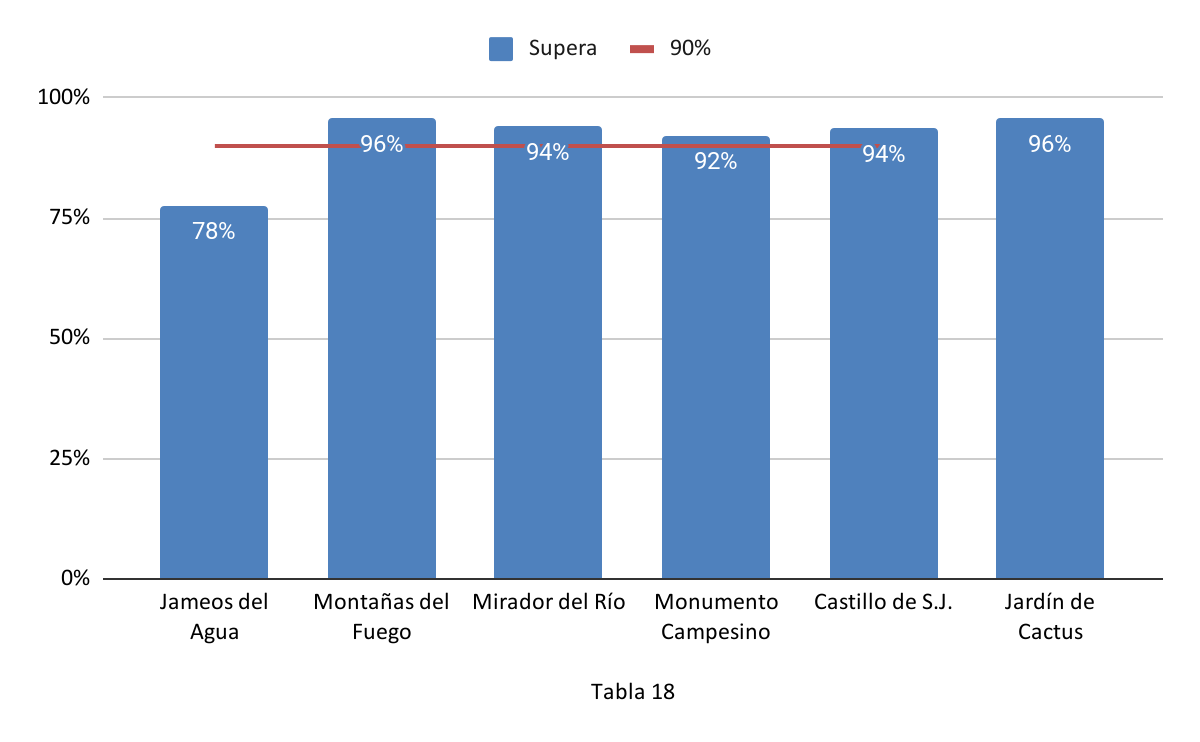 Supera 90%
100%
75%
50%
25%
0%
78%
96%
94%
92%
94%
96%
Jameos del
Agua
Montañas del
Fuego
Mirador del Río
Monumento
Campesino
Castillo de S.J.
Jardín de
Cactus
Tabla 18